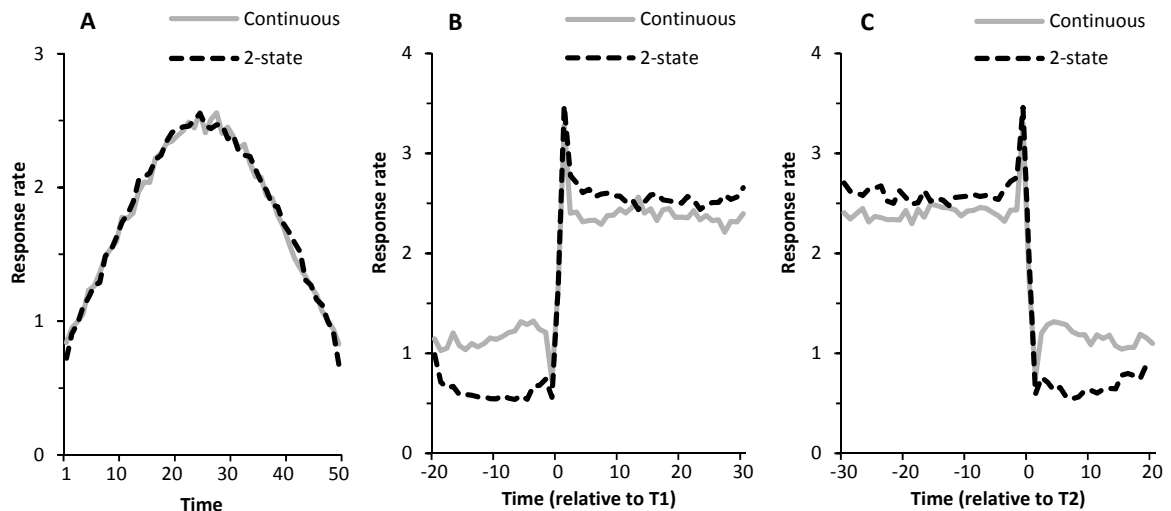 A
Continuous
2-state
3
2
1
0
Response rate
1 10 20 30 40 50
Time
B
Continuous
2-state
4
3
2
1
0
Response rate
-20 -10 0 10 20 30
Time (relative to T1)
C
Continuous
2-state
4
3
2
1
0
Response rate
-30 -20 -10 0 10 20
Time (relative to T2)